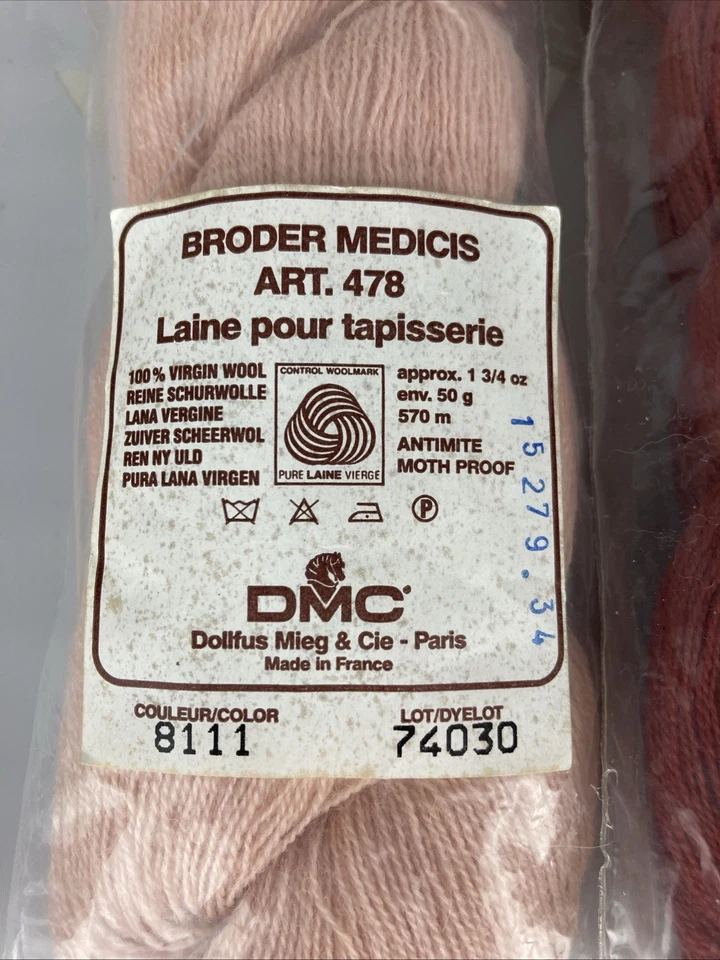 BRODER MEDICIS
ART. 478
Laine pour tapisserie
100% VIRGIN WOOL
REINE SCHURWOLLE
LANA VERGINE
ZUIVER SCHEERWOL
REN NY ULD
PURA LANA VIRGEN
CONTROL WOOLMARK
PURE LAINE VIERGE
approx. 1 3/4 oz
env. 50 g
570 m
ANTIMITE
MOTH PROOF
P
15279.34
DMC
Dollfus Mieg & Cie - Paris
Made in France
COULEUR/COLOR
8111
LOT/DYELOT
74030